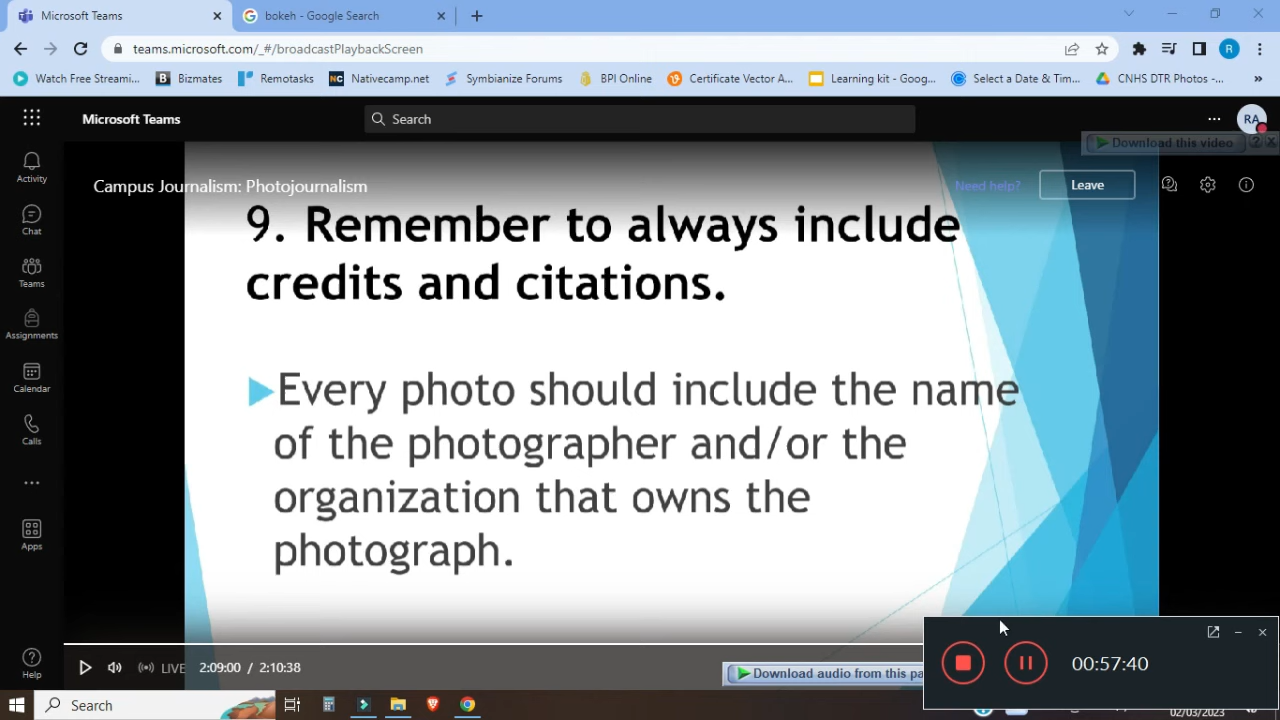 Microsoft Teams
bokeh - Google Search
teams.microsoft.com/_#/broadcastPlaybackScreen
R
Watch Free Streami...
Bizmates
Remotasks
NC Nativecamp.net
Symbianize Forums
BPI Online
Certificate Vector A...
Learning kit - Goog...
Select a Date & Tim...
CNHS DTR Photos -...
»
Microsoft Teams
Search
RA
Download this video
Activity
Chat
Teams
Assignments
Calendar
Calls
Apps
Help
Campus Journalism: Photojournalism
Need help?
Leave
9. Remember to always include
credits and citations.
Every photo should include the name
of the photographer and/or the
organization that owns the
photograph.
LIVE
2:09:00 / 2:10:38
Download audio from this pa
00:57:40
Search
02/03/2023